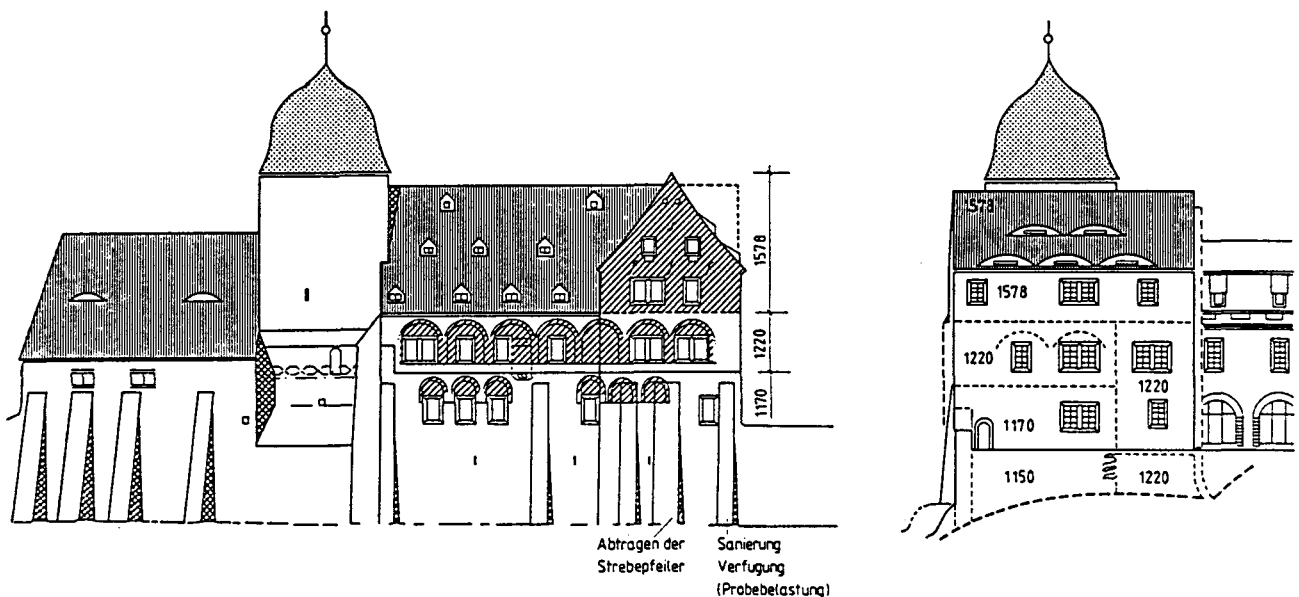 1578
1220
1170
Abtragen der
Strebepfeiler
Sanierung
Verfugung
(Probebelastung)
1578
1578
1220
1220
1170
1150
1220